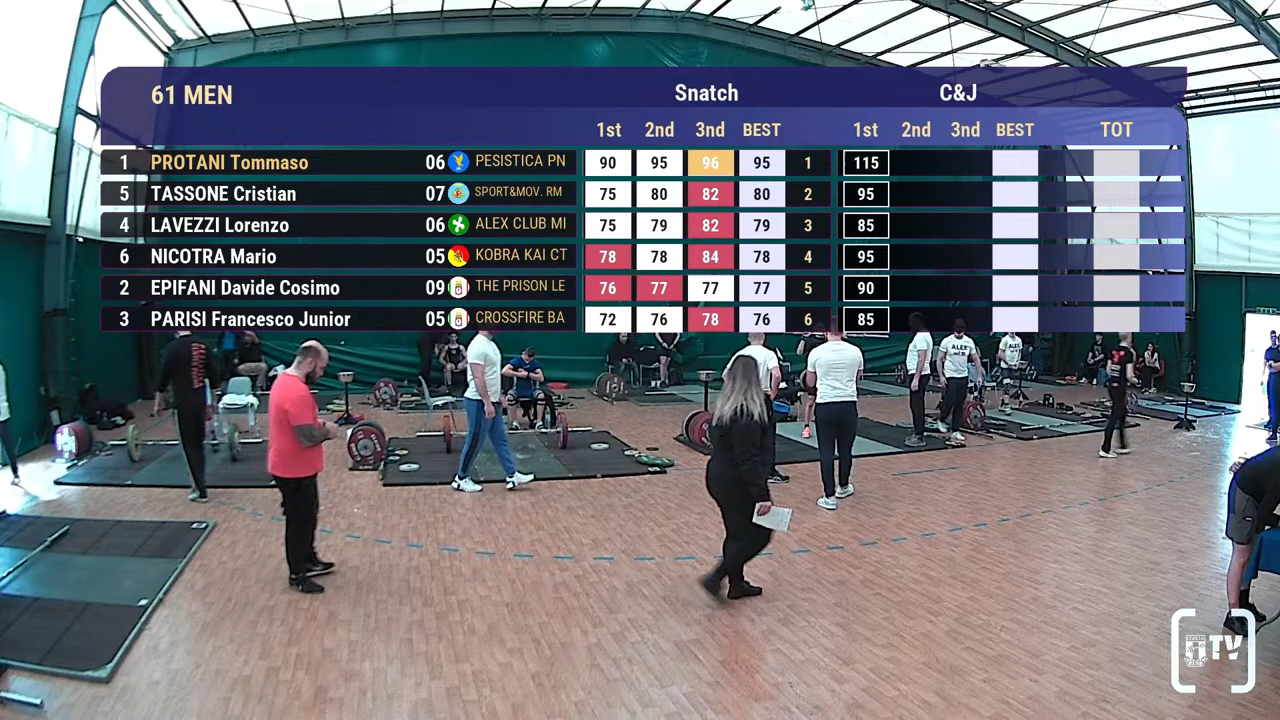 61 MEN Snatch C&J
1st 2nd 3nd BEST 1st 2nd 3nd BEST TOT
1 PROTANI Tommaso 06 PESISTICA PN 90 95 96 95 1 115
5 TASSONE Cristian 07 SPORT&MOV. RM 75 80 82 80 2 95
4 LAVEZZI Lorenzo 06 ALEX CLUB MI 75 79 82 79 3 85
6 NICOTRA Mario 05 KOBRA KAI CT 78 78 84 78 4 95
2 EPIFANI Davide Cosimo 09 THE PRISON LE 76 77 77 77 5 90
3 PARISI Francesco Junior 05 CROSSFIRE BA 72 76 78 76 6 85
ALEX
TV